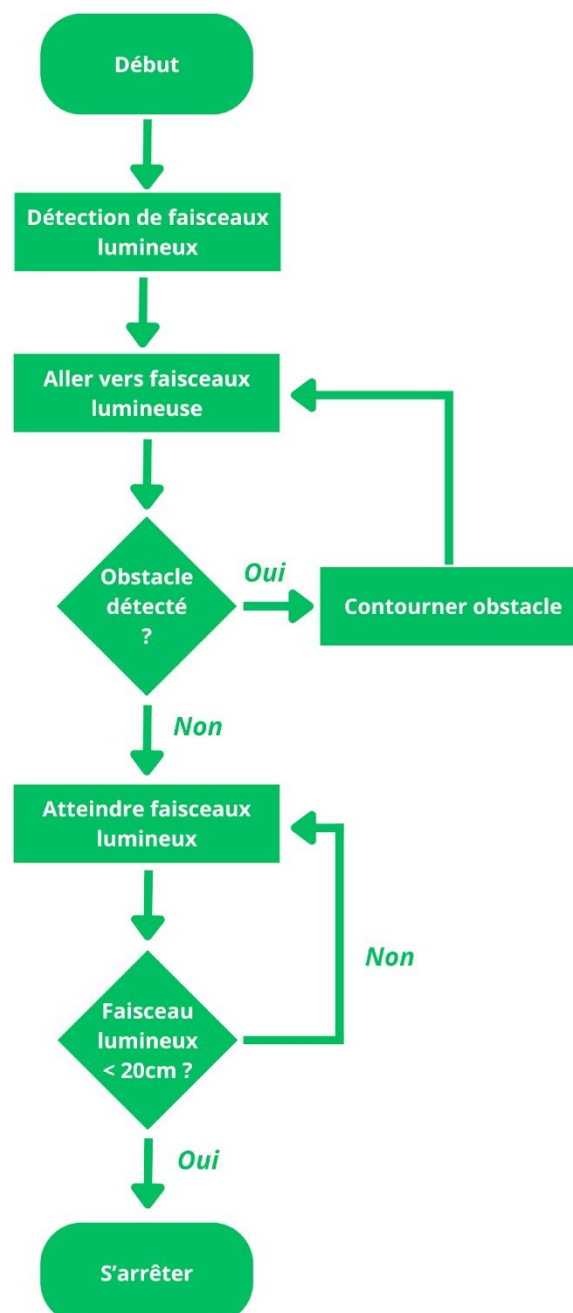 Début
Détection de faisceaux
lumineux
Aller vers faisceaux
lumineuse
Obstacle
détecté
?
Oui
Contourner obstacle
Non
Atteindre faisceaux
lumineux
Non
Faisceau
lumineux
< 20cm ?
Oui
S’arrêter